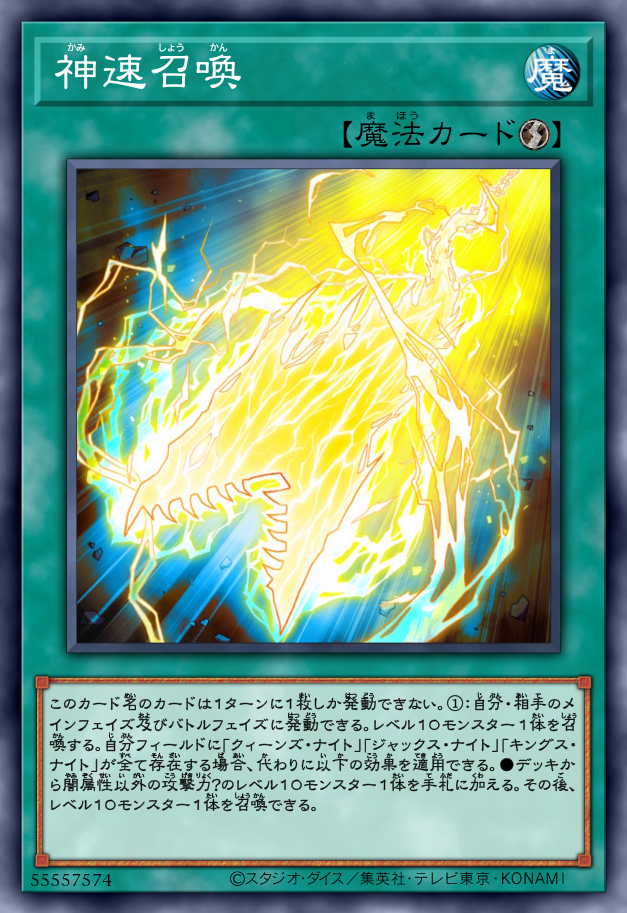 神速召喚
魔
【魔法カード】
このカード名のカードは1ターンに1枚しか発動できない。①:自分・相手のメ
インフェイズ及びバトルフェイズに発動できる。レベル10モンスター1体を召
喚する。自分フィールドに「クィーンズ・ナイト」「ジャックス・ナイト」「キングス・
ナイト」が全て存在する場合、代わりに以下の効果を適用できる。●デッキか
ら闇属性以外の攻撃力?のレベル10モンスター1体を手札に加える。その後、
レベル10モンスター1体を召喚できる。
55557574
©スタジオ・ダイス/集英社・テレビ東京・KONAMI